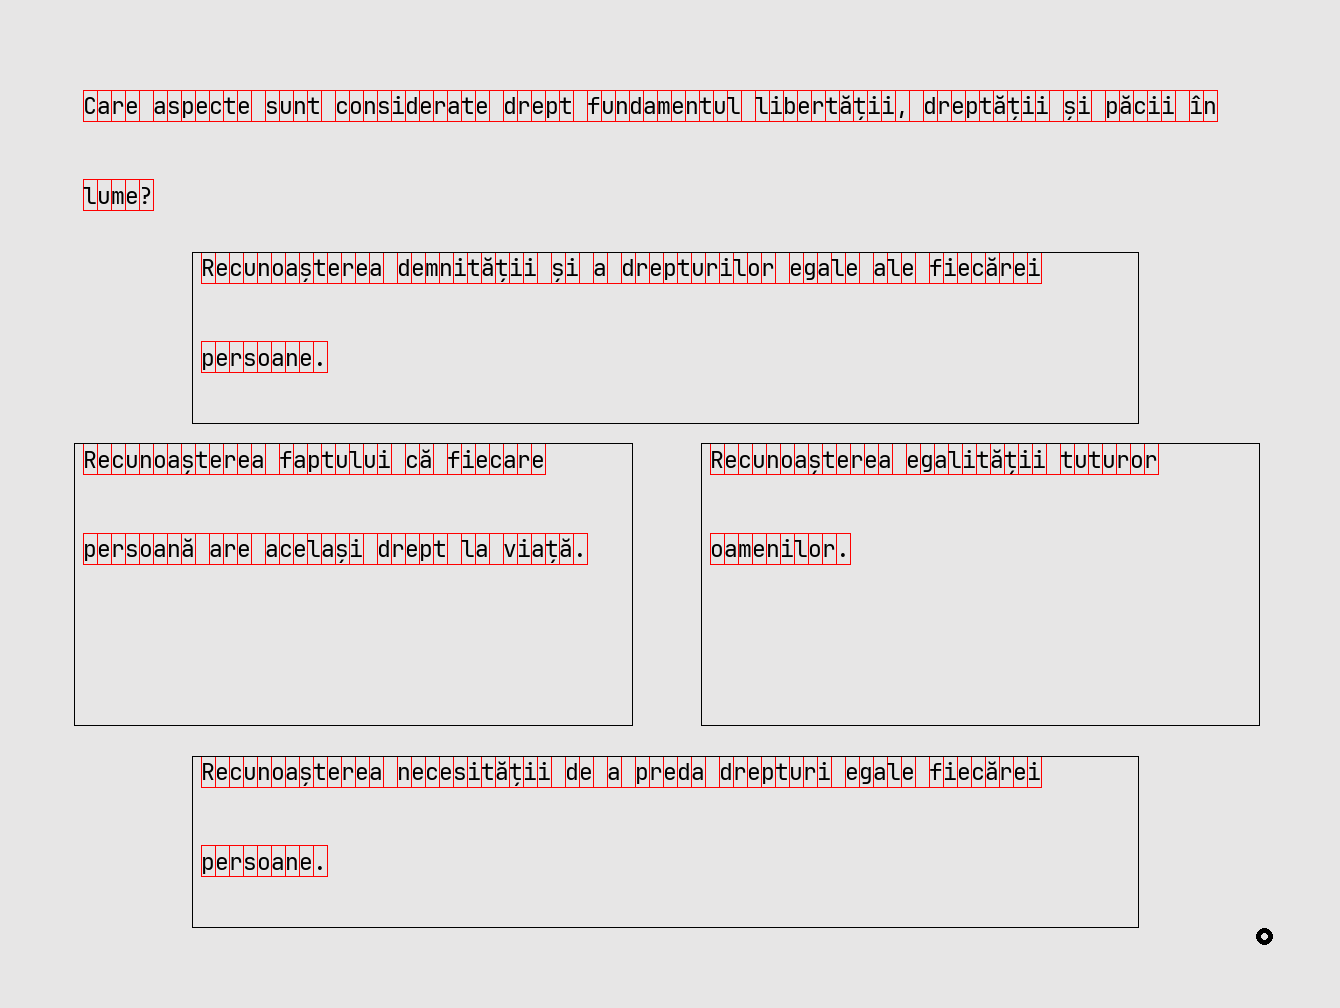 Care aspecte sunt considerate drept fundamentul libertății, dreptății și păcii în
lume?
Recunoașterea demnității și a drepturilor egale ale fiecărei
persoane.
Recunoașterea faptului că fiecare
persoană are același drept la viață.
Recunoașterea egalității tuturor
oamenilor.
Recunoașterea necesității de a preda drepturi egale fiecărei
persoane.